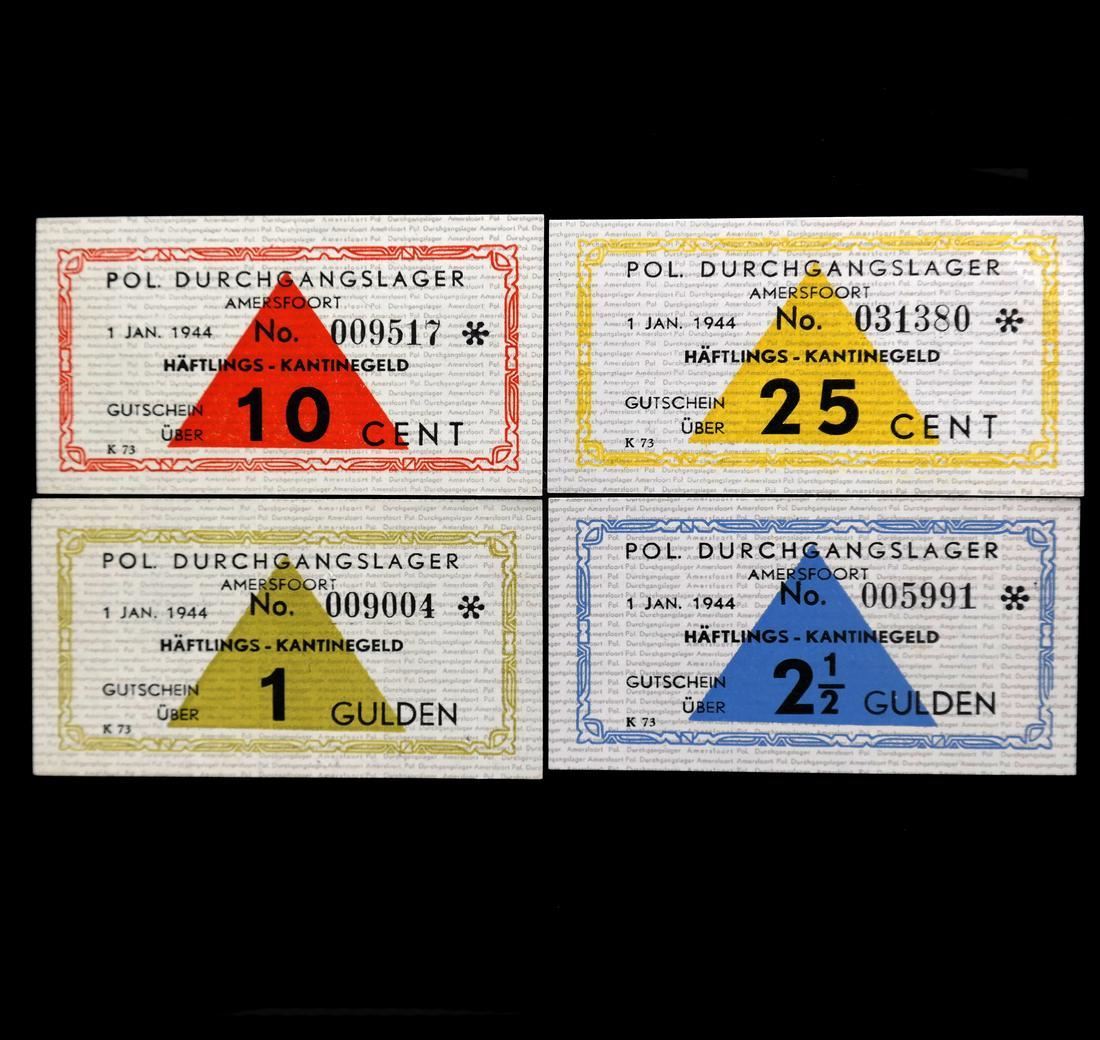 POL. DURCHGANGSLAGER
AMERSFOORT
1 JAN. 1944 No. 009517 *
HÄFTLINGS - KANTINEGELD
GUTSCHEIN
ÜBER 10 CENT
K 73
POL. DURCHGANGSLAGER
AMERSFOORT
1 JAN. 1944 No. 031380 *
HÄFTLINGS - KANTINEGELD
GUTSCHEIN
ÜBER 25 CENT
K 73
POL. DURCHGANGSLAGER
AMERSFOORT
1 JAN. 1944 No. 009004 *
HÄFTLINGS - KANTINEGELD
GUTSCHEIN
ÜBER 1 GULDEN
K 73
POL. DURCHGANGSLAGER
AMERSFOORT
1 JAN. 1944 No. 005991 *
HÄFTLINGS - KANTINEGELD
GUTSCHEIN
ÜBER 2 1/2 GULDEN
K 73